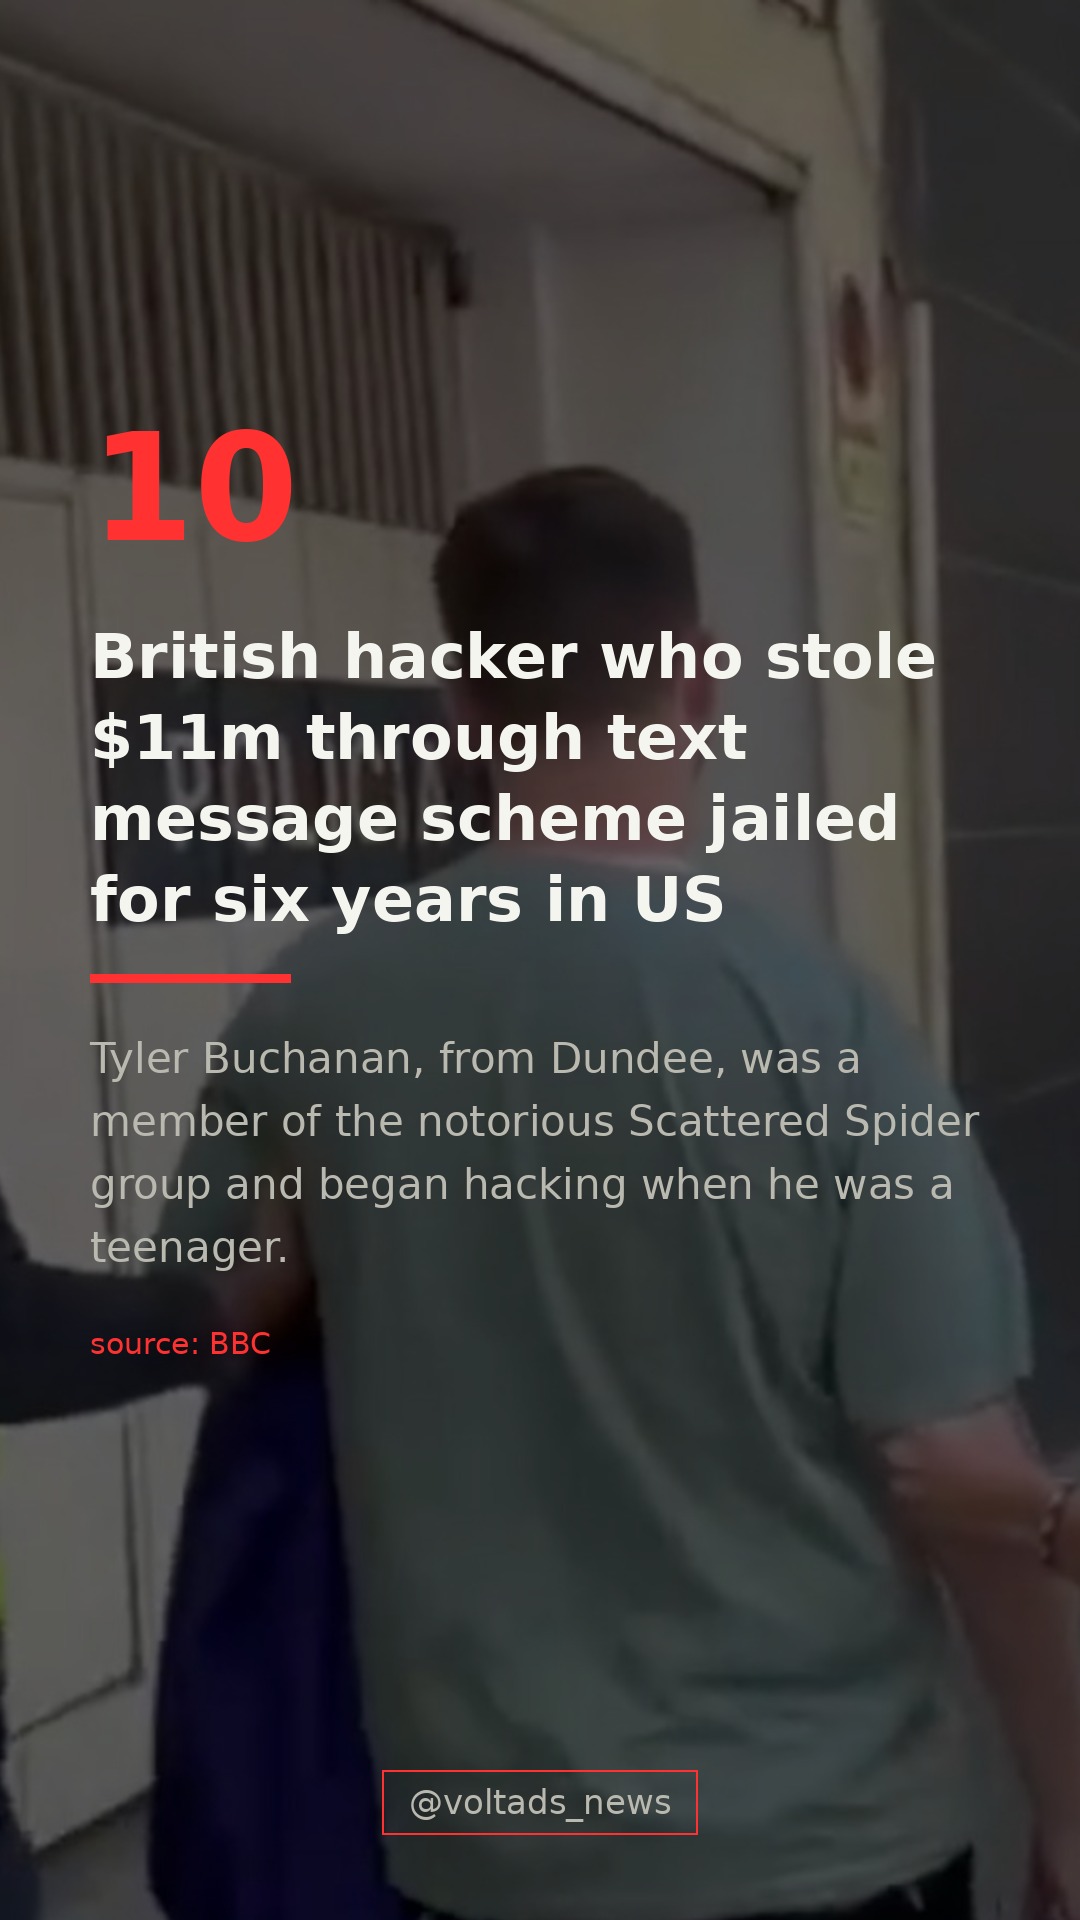 10
British hacker who stole
$11m through text
message scheme jailed
for six years in US
Tyler Buchanan, from Dundee, was a
member of the notorious Scattered Spider
group and began hacking when he was a
teenager.
source: BBC
@voltads_news